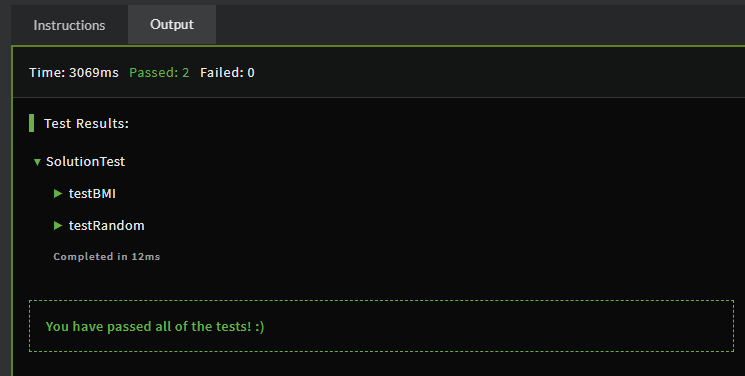 Instructions Output
Time: 3069ms Passed: 2 Failed: 0
Test Results:
SolutionTest
testBMI
testRandom
Completed in 12ms
You have passed all of the tests! :)